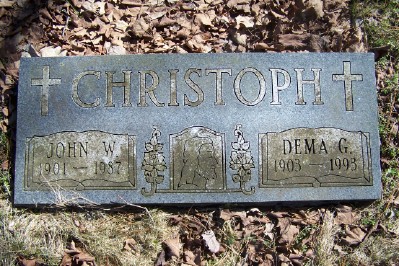 CHRISTOPH
JOHN W.
1901 — 1987
DEMA G.
1903 — 1993